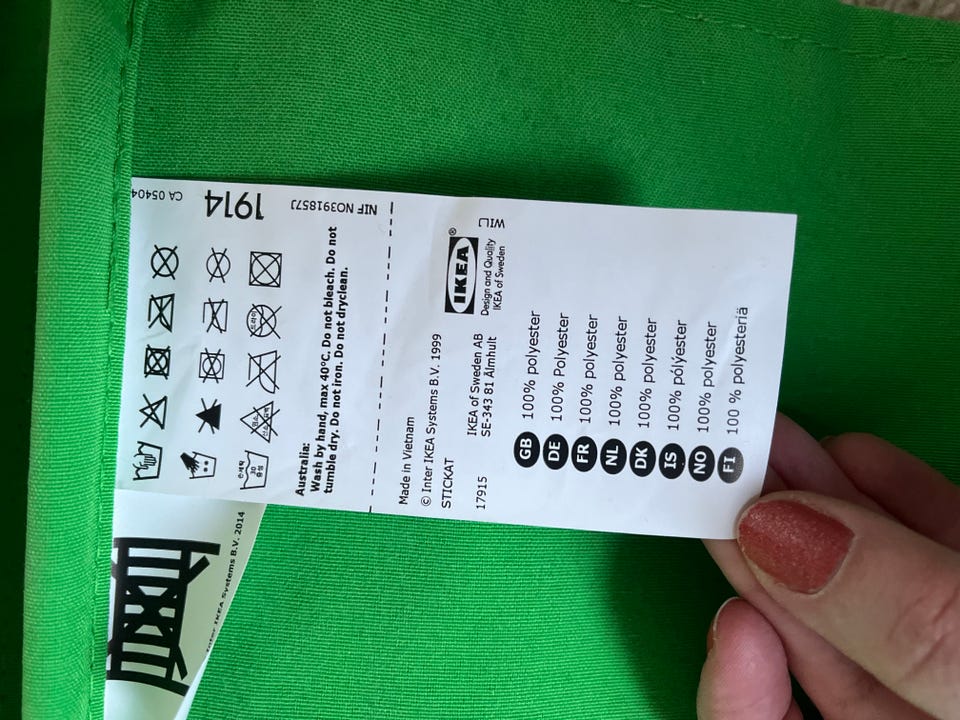 CA 05404
1914
NIF NO391857J
30
Australia:
Wash by hand, max 40°C. Do not bleach. Do not
tumble dry. Do not iron. Do not dryclean.
Made in Vietnam
© Inter IKEA Systems B.V. 1999
STICKAT
IKEA of Sweden AB
17915
SE-343 81 Älmhult
IKEA®
Design and Quality
IKEA of Sweden
GB 100% polyester
DE 100% Polyester
FR 100% polyester
NL 100% polyester
DK 100% polyester
IS 100% pólýester
NO 100% polyester
FI 100 % polyesteriä
Inter IKEA Systems B.V. 2014